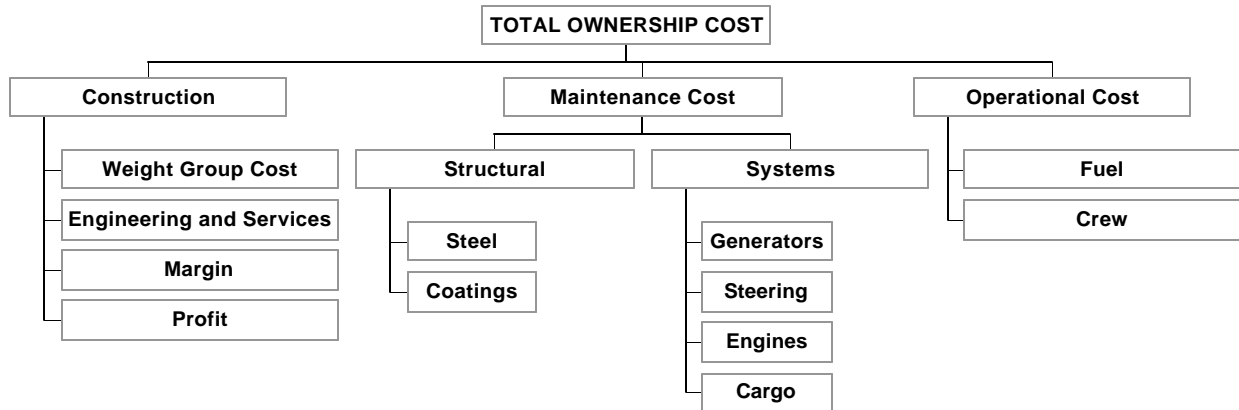 TOTAL OWNERSHIP COST
Construction
Maintenance Cost
Operational Cost
Weight Group Cost
Structural
Systems
Fuel
Engineering and Services
Crew
Steel
Generators
Margin
Coatings
Steering
Profit
Engines
Cargo